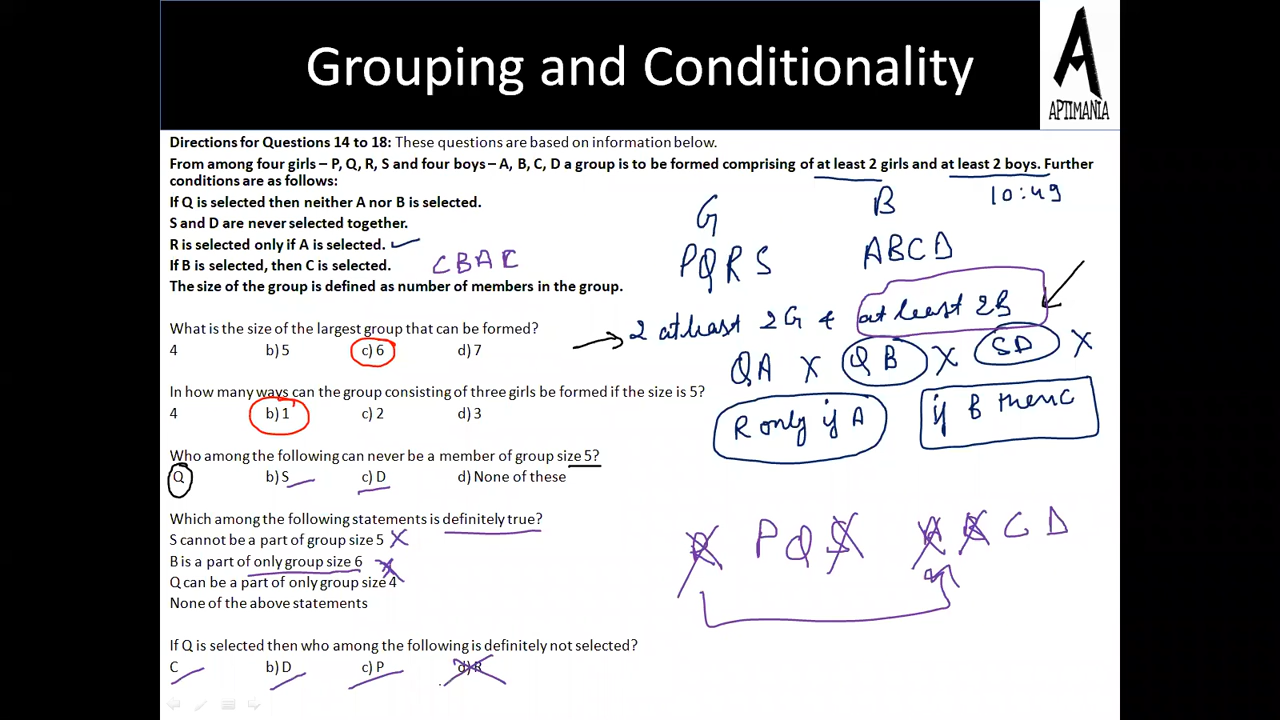 Grouping and Conditionality
A
APTIMANIA
Directions for Questions 14 to 18: These questions are based on information below.
From among four girls – P, Q, R, S and four boys – A, B, C, D a group is to be formed comprising of at least 2 girls and at least 2 boys. Further
conditions are as follows:
If Q is selected then neither A nor B is selected.
S and D are never selected together.
R is selected only if A is selected.
If B is selected, then C is selected.
The size of the group is defined as number of members in the group.
What is the size of the largest group that can be formed?
4 b) 5 c) 6 d) 7
In how many ways can the group consisting of three girls be formed if the size is 5?
4 b) 1 c) 2 d) 3
Who among the following can never be a member of group size 5?
Q b) S c) D d) None of these
Which among the following statements is definitely true?
S cannot be a part of group size 5
B is a part of only group size 6
Q can be a part of only group size 4
None of the above statements
If Q is selected then who among the following is definitely not selected?
C b) D c) P d) R
10:49
G B
PQRS ABCD
C B A
2 atleast 2G & at least 2B
QA X QB X SD X
R only if A if B then C
R P Q S A B C D